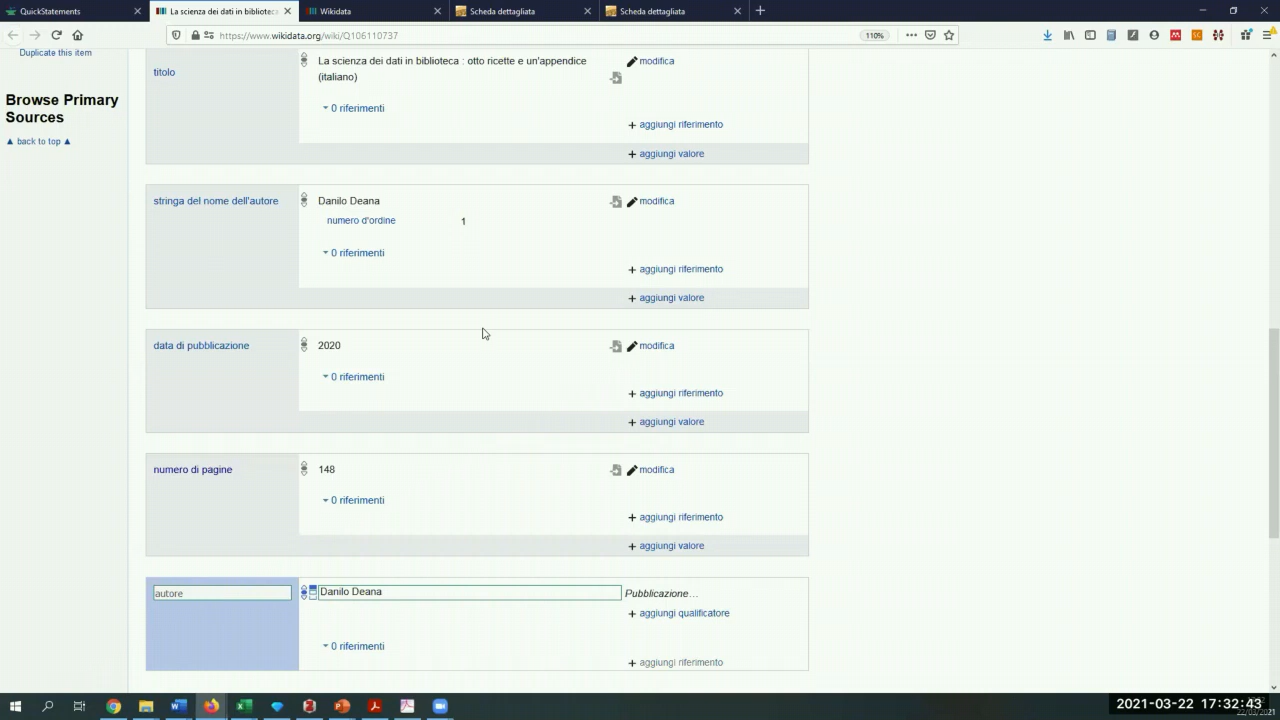 QuickStatements
La scienza dei dati in bibliotec
Wikidata
Scheda dettagliata
Scheda dettagliata
https://www.wikidata.org/wiki/Q106110737
110%
Duplicate this item
Browse Primary
Sources
▲ back to top ▲
titolo
La scienza dei dati in biblioteca : otto ricette e un'appendice
(italiano)
modifica
0 riferimenti
+ aggiungi riferimento
+ aggiungi valore
stringa del nome dell'autore
Danilo Deana
modifica
numero d'ordine
1
0 riferimenti
+ aggiungi riferimento
+ aggiungi valore
data di pubblicazione
2020
modifica
0 riferimenti
+ aggiungi riferimento
+ aggiungi valore
numero di pagine
148
modifica
0 riferimenti
+ aggiungi riferimento
+ aggiungi valore
autore
Danilo Deana
Pubblicazione…
+ aggiungi qualificatore
0 riferimenti
+ aggiungi riferimento
2021-03-22 17:32:43
22/03/2021